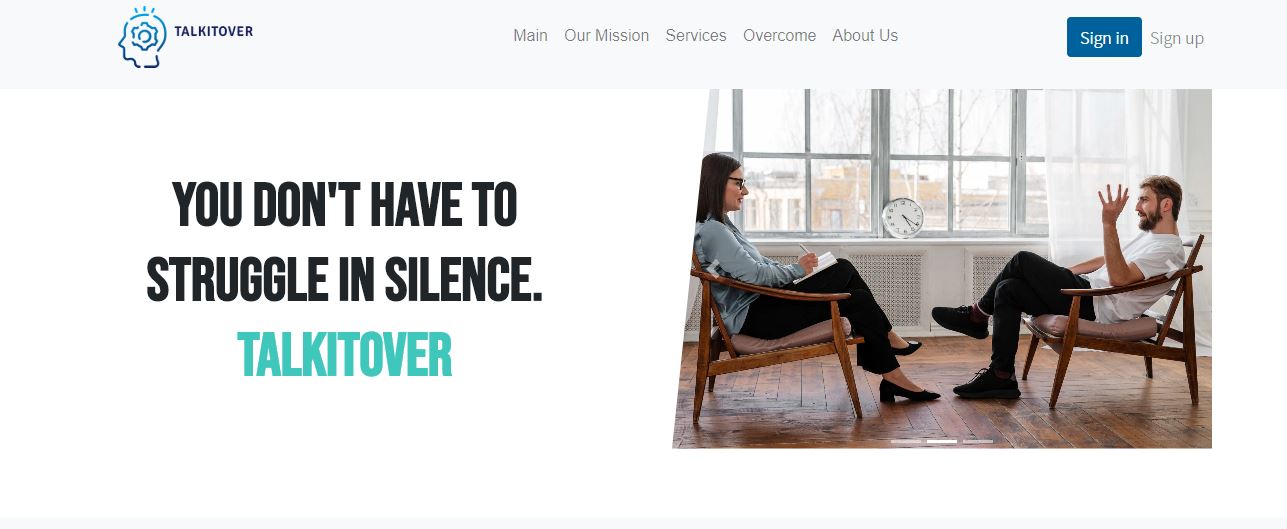 TALKITOVER
Main Our Mission Services Overcome About Us
Sign in Sign up
YOU DON'T HAVE TO
STRUGGLE IN SILENCE.
TALKITOVER